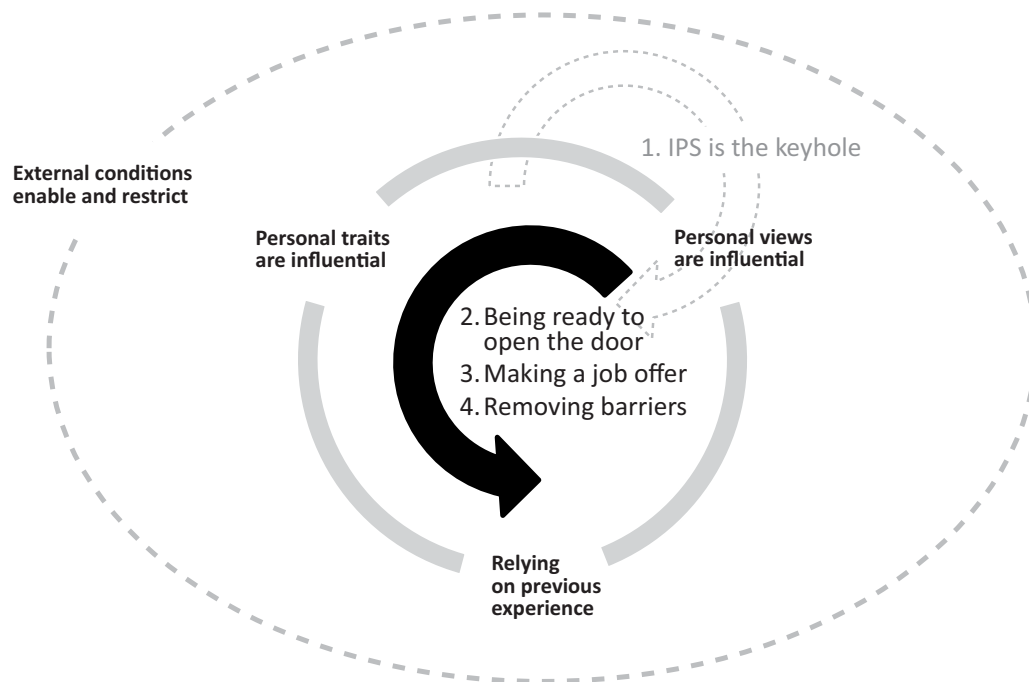 1. IPS is the keyhole
External conditions
enable and restrict
Personal traits
are influential
Personal views
are influential
2. Being ready to
open the door
3. Making a job offer
4. Removing barriers
Relying
on previous
experience